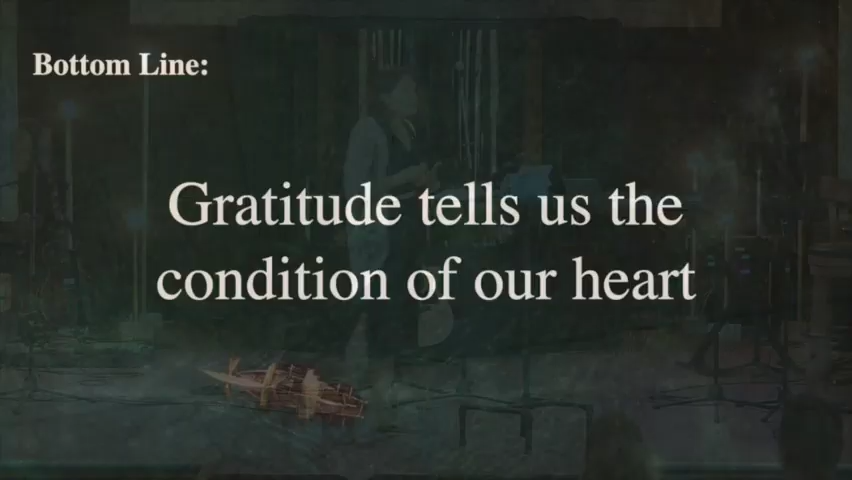 Bottom Line:
Gratitude tells us the
condition of our heart